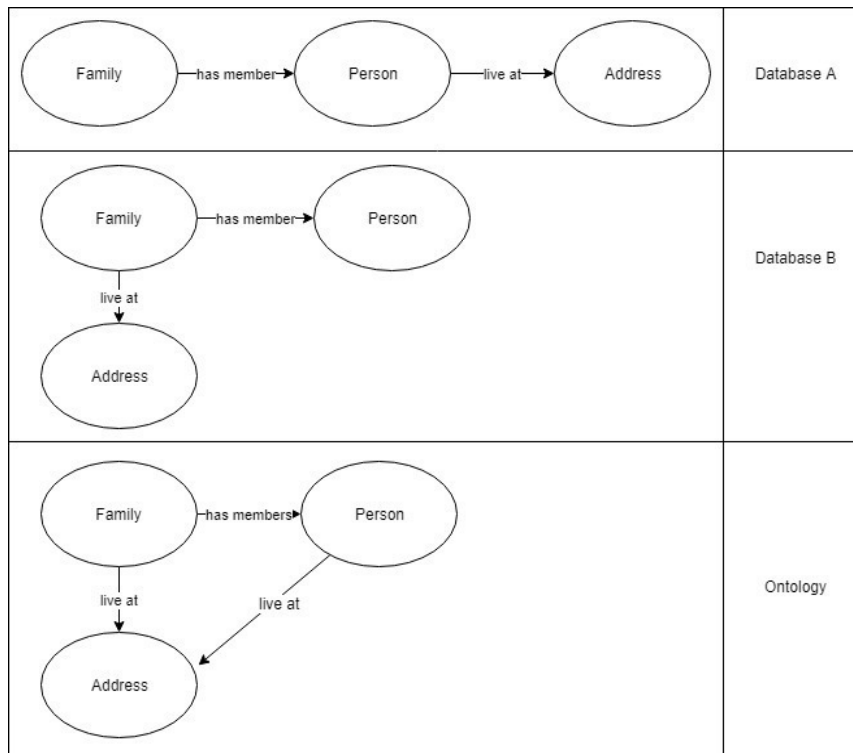 Family
has member
Person
live at
Address
Database A
Family
has member
Person
Database B
live at
Address
Family
has members
Person
live at
live at
Ontology
Address